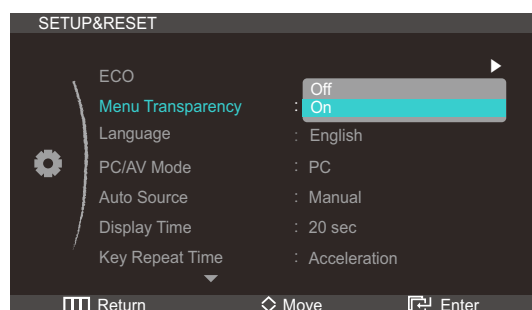 SETUP&RESET
ECO
Off
Menu Transparency : On
Language : English
PC/AV Mode : PC
Auto Source : Manual
Display Time : 20 sec
Key Repeat Time : Acceleration
Return Move Enter